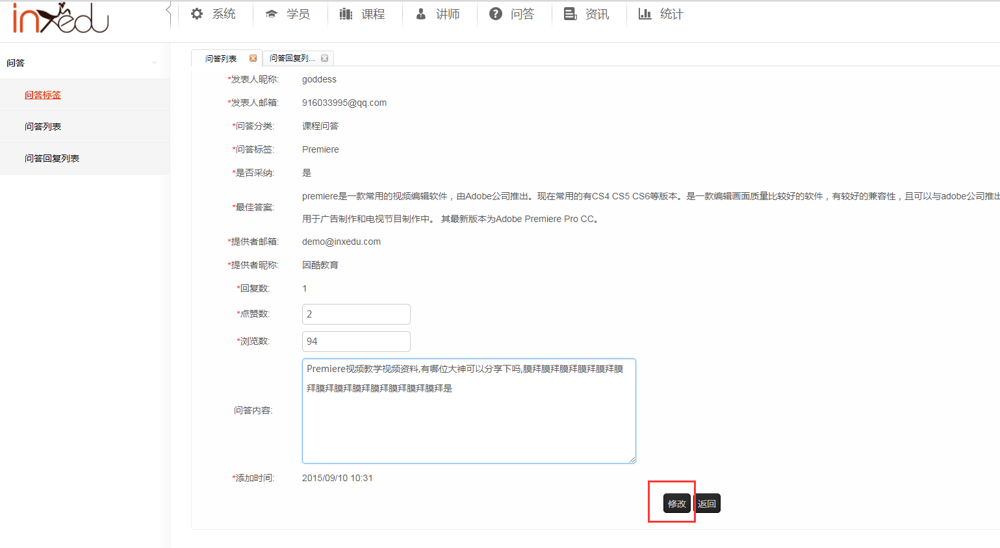 inxedu
系统 学员 课程 讲师 问答 资讯 统计
问答
问答标签
问答列表
问答回复列表
问答列表 问答回复列...
*发表人昵称: goddess
*发表人邮箱: 916033995@qq.com
*问答分类: 课程问答
*问答标签: Premiere
*是否采纳: 是
*最佳答案: premiere是一款常用的视频编辑软件，由Adobe公司推出。现在常用的有CS4 CS5 CS6等版本。是一款编辑画面质量比较好的软件，有较好的兼容性，且可以与adobe公司推出
用于广告制作和电视节目制作中。 其最新版本为Adobe Premiere Pro CC。
*提供者邮箱: demo@inxedu.com
*提供者昵称: 因酷教育
*回复数: 1
*点赞数: 2
*浏览数: 94
问答内容: Premiere视频教学视频资料,有哪位大神可以分享下吗,膜拜膜拜膜拜膜拜膜拜膜
拜膜拜膜拜膜拜膜拜膜拜膜拜膜拜是
*添加时间: 2015/09/10 10:31
修改 返回